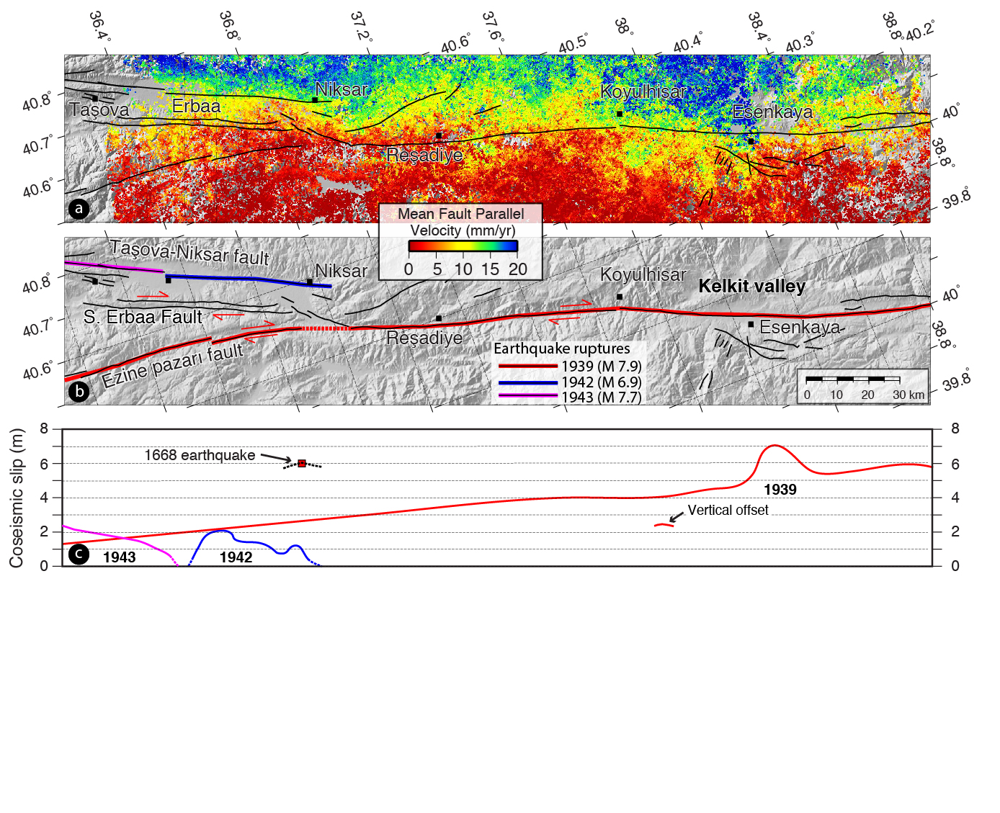 36.4° 36.8° 37.2° 40.6° 37.6° 40.5° 38° 40.4° 38.4° 40.3° 38.8° 40.2°
40.8°
40.7°
40.6°
Niksar
Koyulhisar
Taşova
Erbaa
Esenkaya
Reşadiye
40°
38.8°
39.8°
a
Mean Fault Parallel
Velocity (mm/yr)
0 5 10 15 20
Taşova-Niksar fault
Niksar
Koyulhisar
Kelkit valley
40.8°
40.7°
40.6°
S. Erbaa Fault
Reşadiye
Esenkaya
Ezine pazarı fault
40°
38.8°
39.8°
Earthquake ruptures
1939 (M 7.9)
1942 (M 6.9)
1943 (M 7.7)
0 10 20 30 km
b
Coseismic slip (m)
8
6
4
2
0
1668 earthquake
1939
Vertical offset
1943
1942
c
8
6
4
2
0